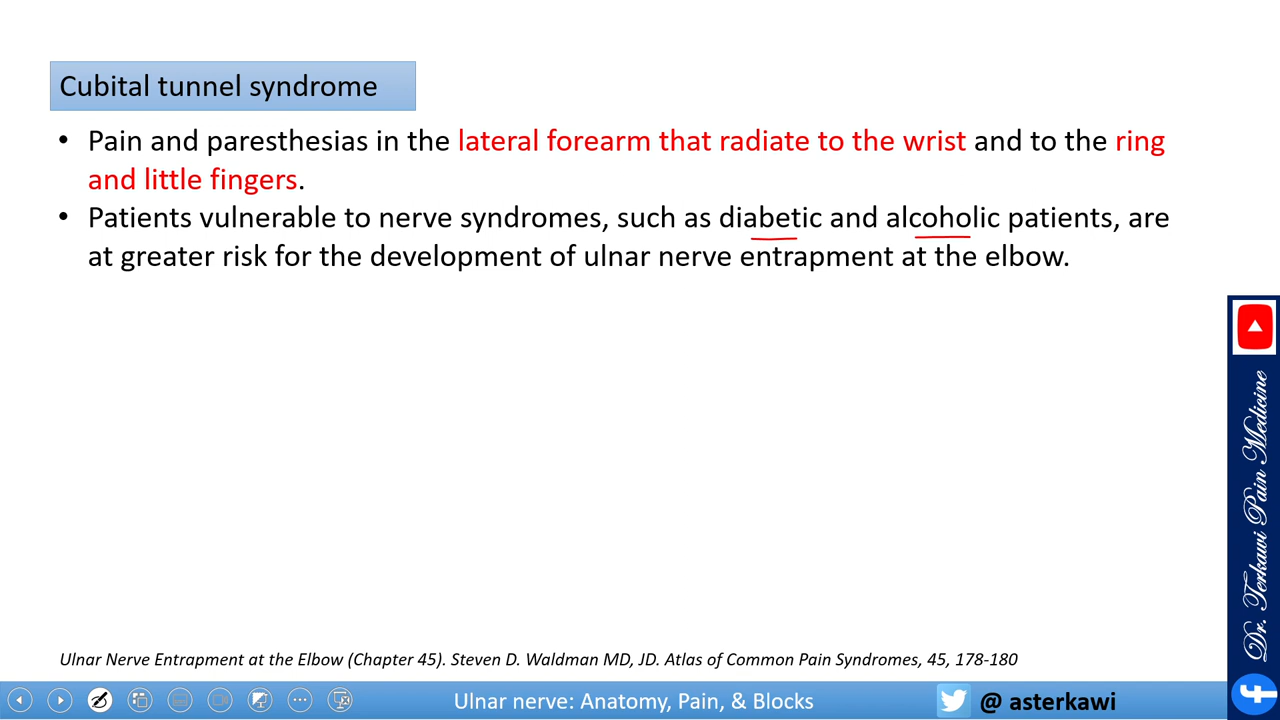 Cubital tunnel syndrome
• Pain and paresthesias in the lateral forearm that radiate to the wrist and to the ring
and little fingers.
• Patients vulnerable to nerve syndromes, such as diabetic and alcoholic patients, are
at greater risk for the development of ulnar nerve entrapment at the elbow.
Dr. Terkawi Pain Medicine
Ulnar Nerve Entrapment at the Elbow (Chapter 45). Steven D. Waldman MD, JD. Atlas of Common Pain Syndromes, 45, 178-180
Ulnar nerve: Anatomy, Pain, & Blocks
@ asterkawi